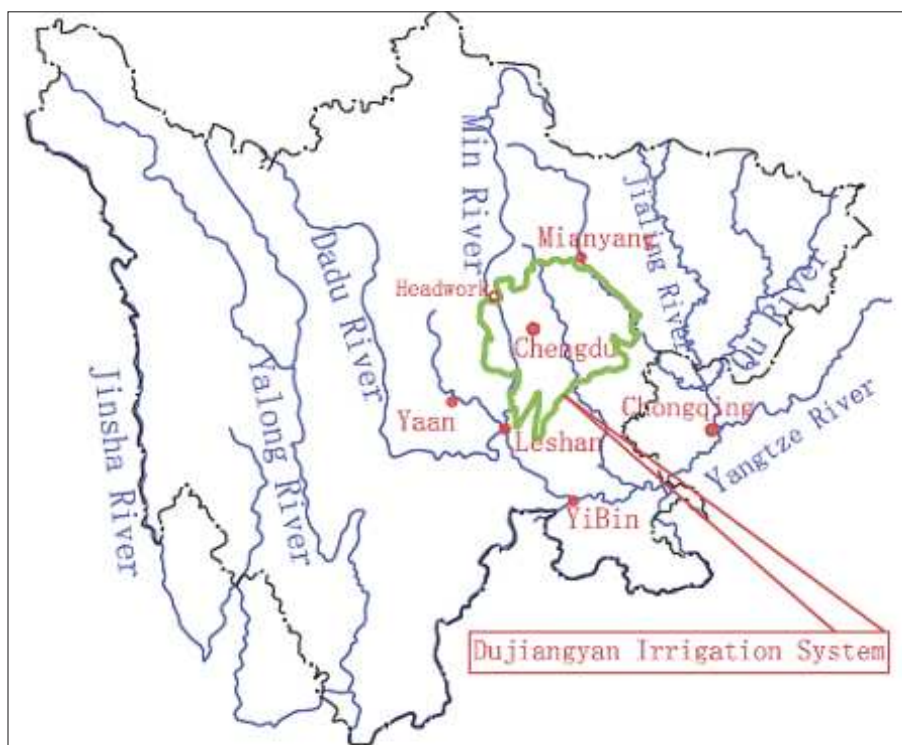 Min River
Jialing River
Mianyang
Dadu River
Headwork
Qu River
Chengdu
Jinsha River
Yalong River
Yaan
Chongqing
Leshan
Yangtze River
YiBin
Dujiangyan Irrigation System